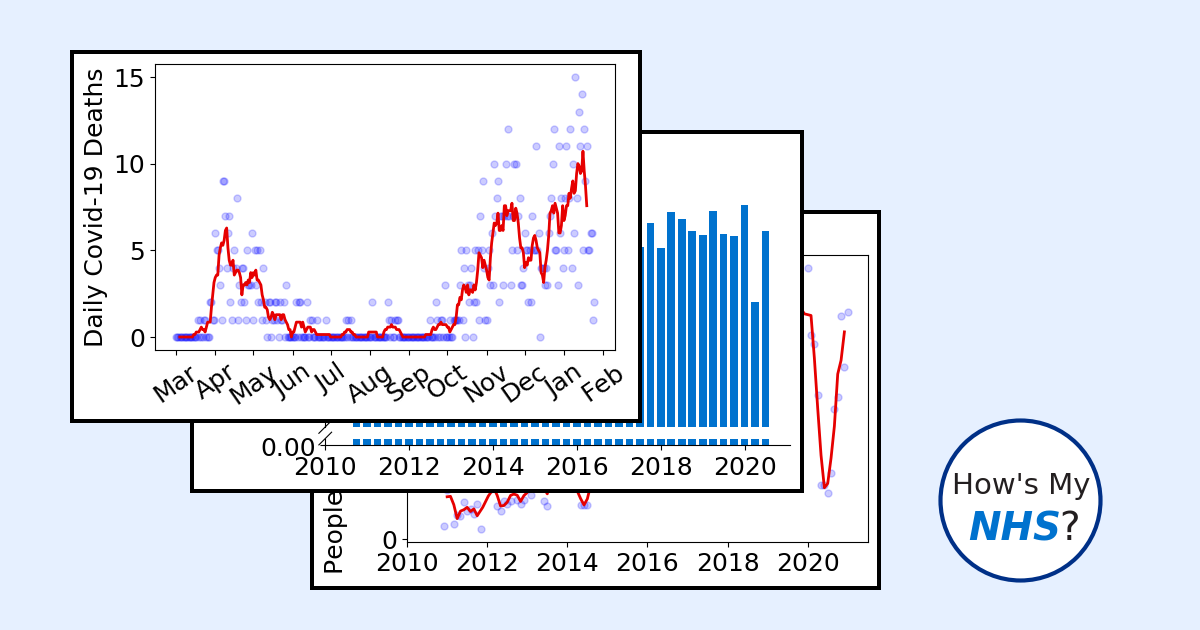 Daily Covid-19 Deaths
15
10
5
0
Mar Apr May Jun Jul Aug Sep Oct Nov Dec Jan Feb
0.00
2010 2012 2014 2016 2018 2020
People
0
2010 2012 2014 2016 2018 2020
How's My
NHS?